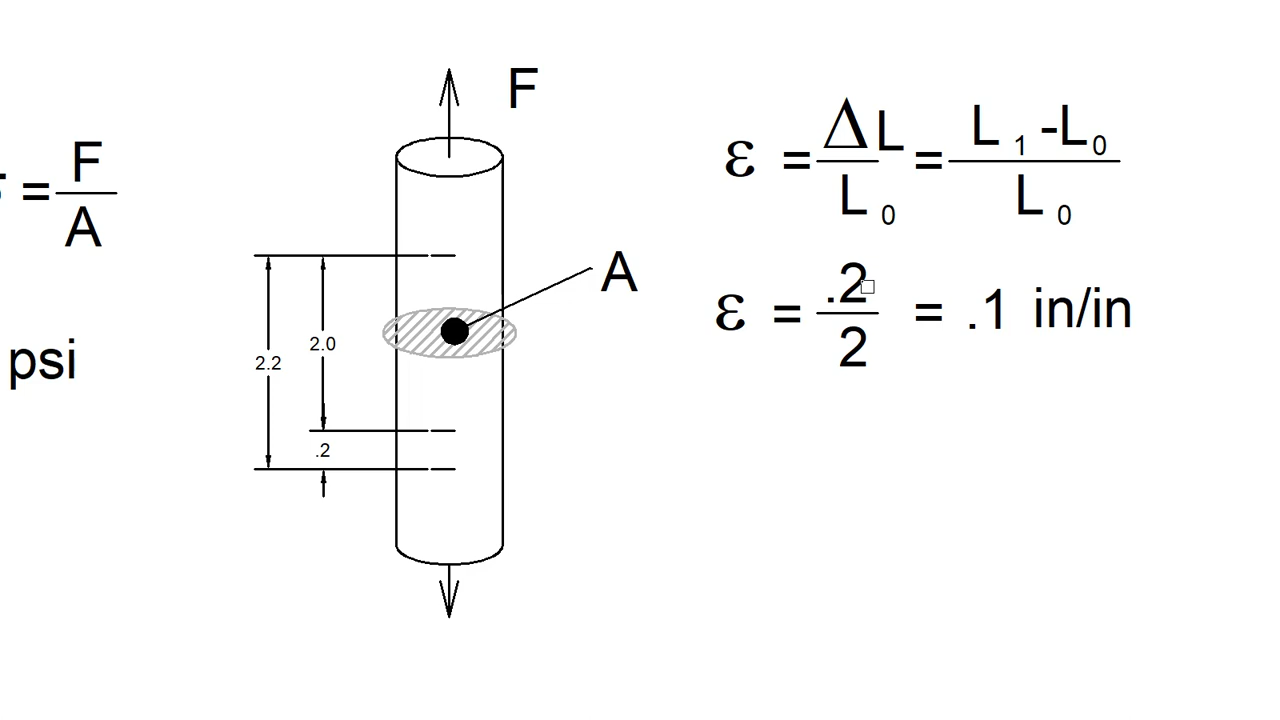 F
σ = F/A
ε = ΔL/L₀ = L₁ -L₀/L₀
A
ε = .2/2 = .1 in/in
2.0
2.2
psi
.2